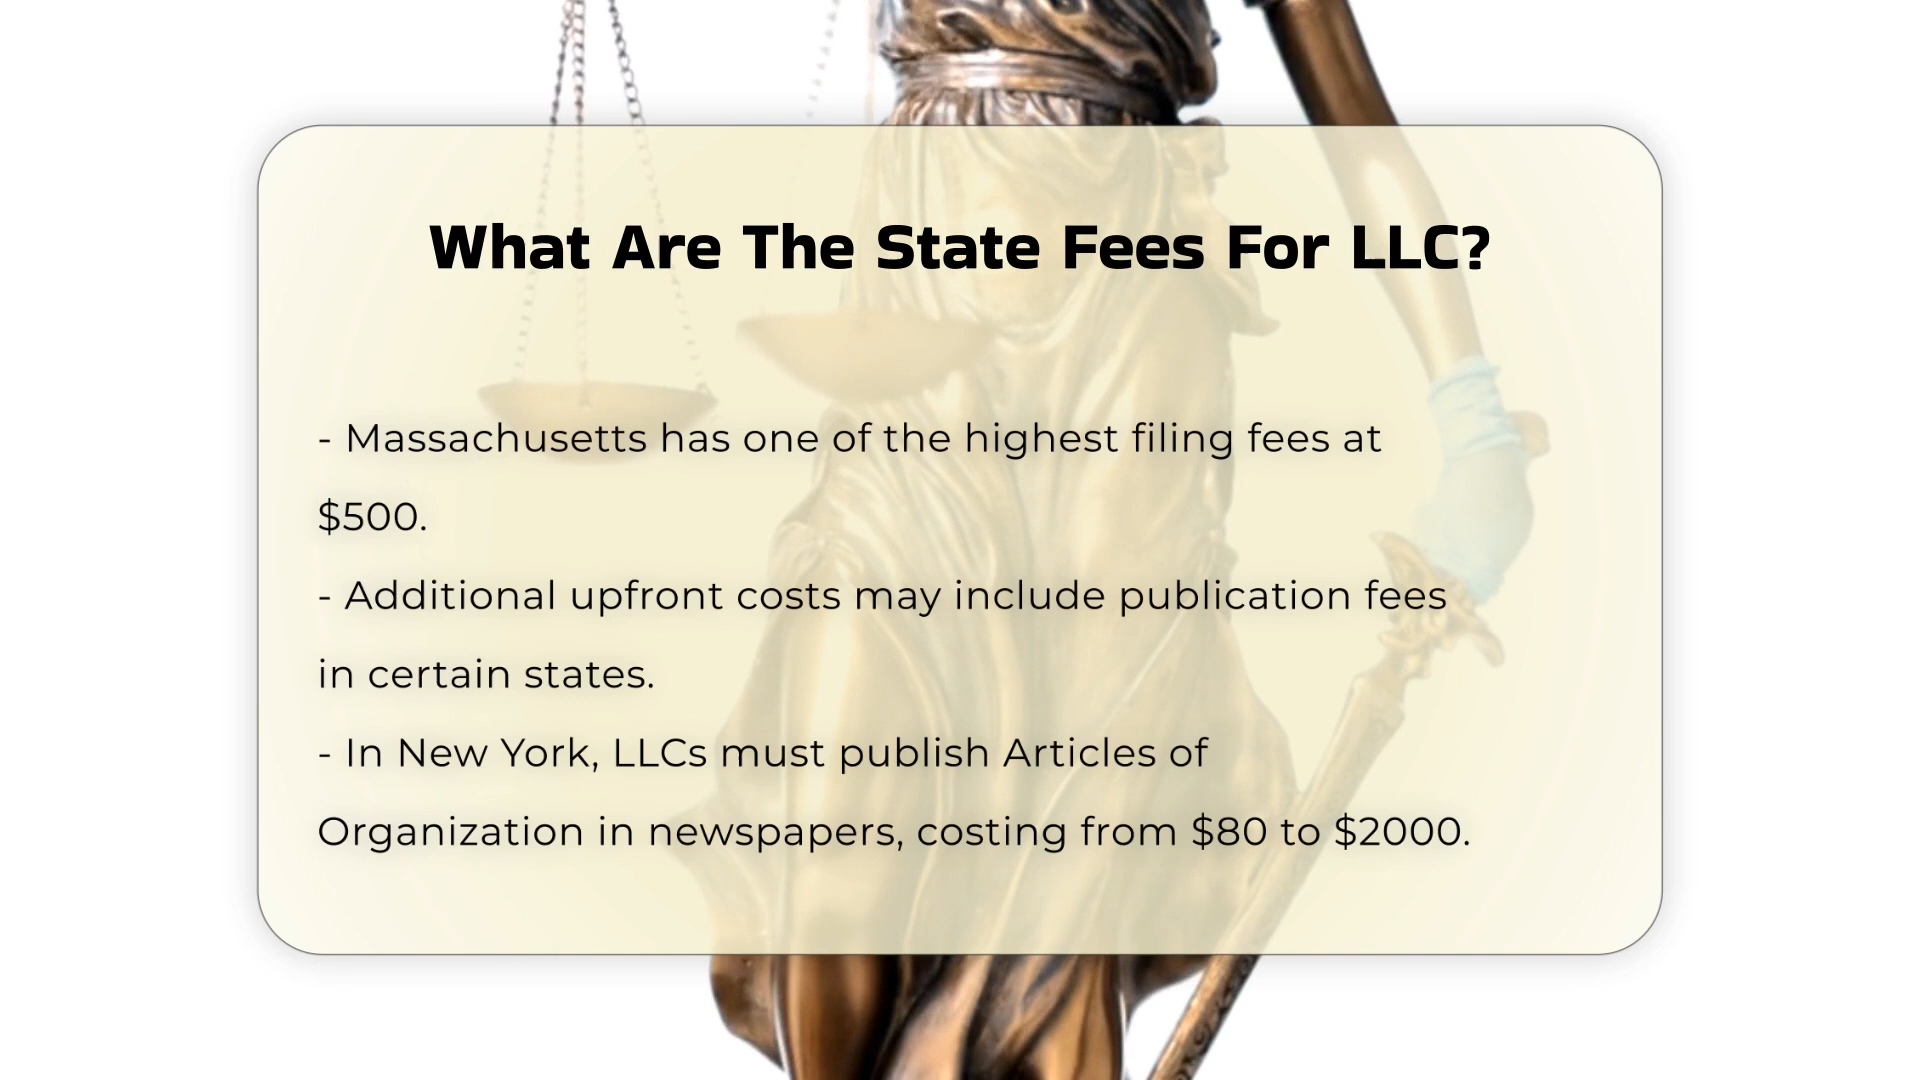 What Are The State Fees For LLC?
- Massachusetts has one of the highest filing fees at
$500.
- Additional upfront costs may include publication fees
in certain states.
- In New York, LLCs must publish Articles of
Organization in newspapers, costing from $80 to $2000.